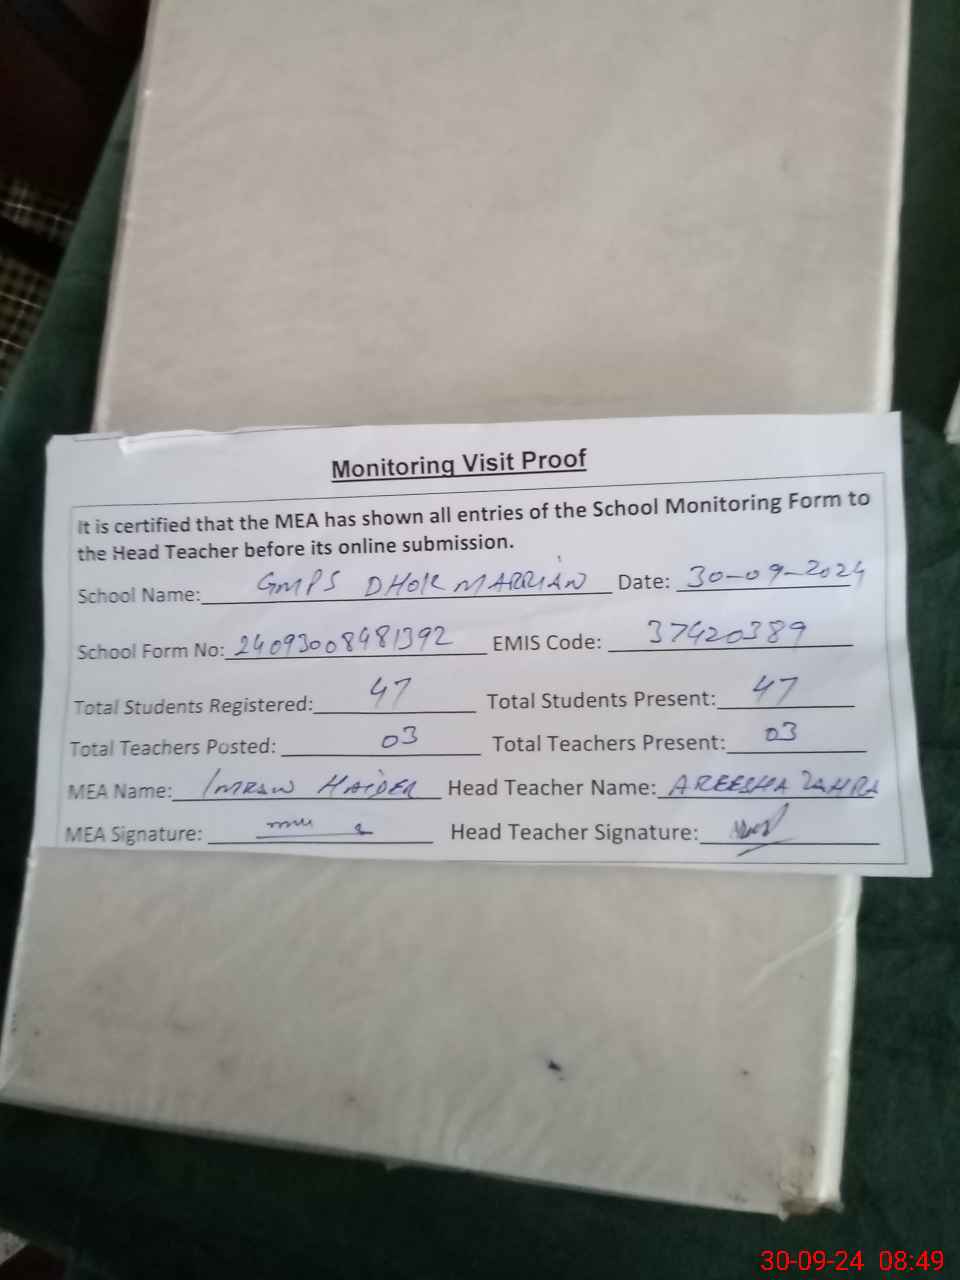 Monitoring Visit Proof
It is certified that the MEA has shown all entries of the School Monitoring Form to
the Head Teacher before its online submission.
School Name: GMPS DHOK MARRIAN Date: 30-09-2024
School Form No: 24093008481392 EMIS Code: 37420389
Total Students Registered: 47 Total Students Present: 47
Total Teachers Posted: 03 Total Teachers Present: 03
MEA Name: IMRAN HAIDER Head Teacher Name: AREESHA ZAHRA
MEA Signature: Head Teacher Signature:
30-09-24 08:49